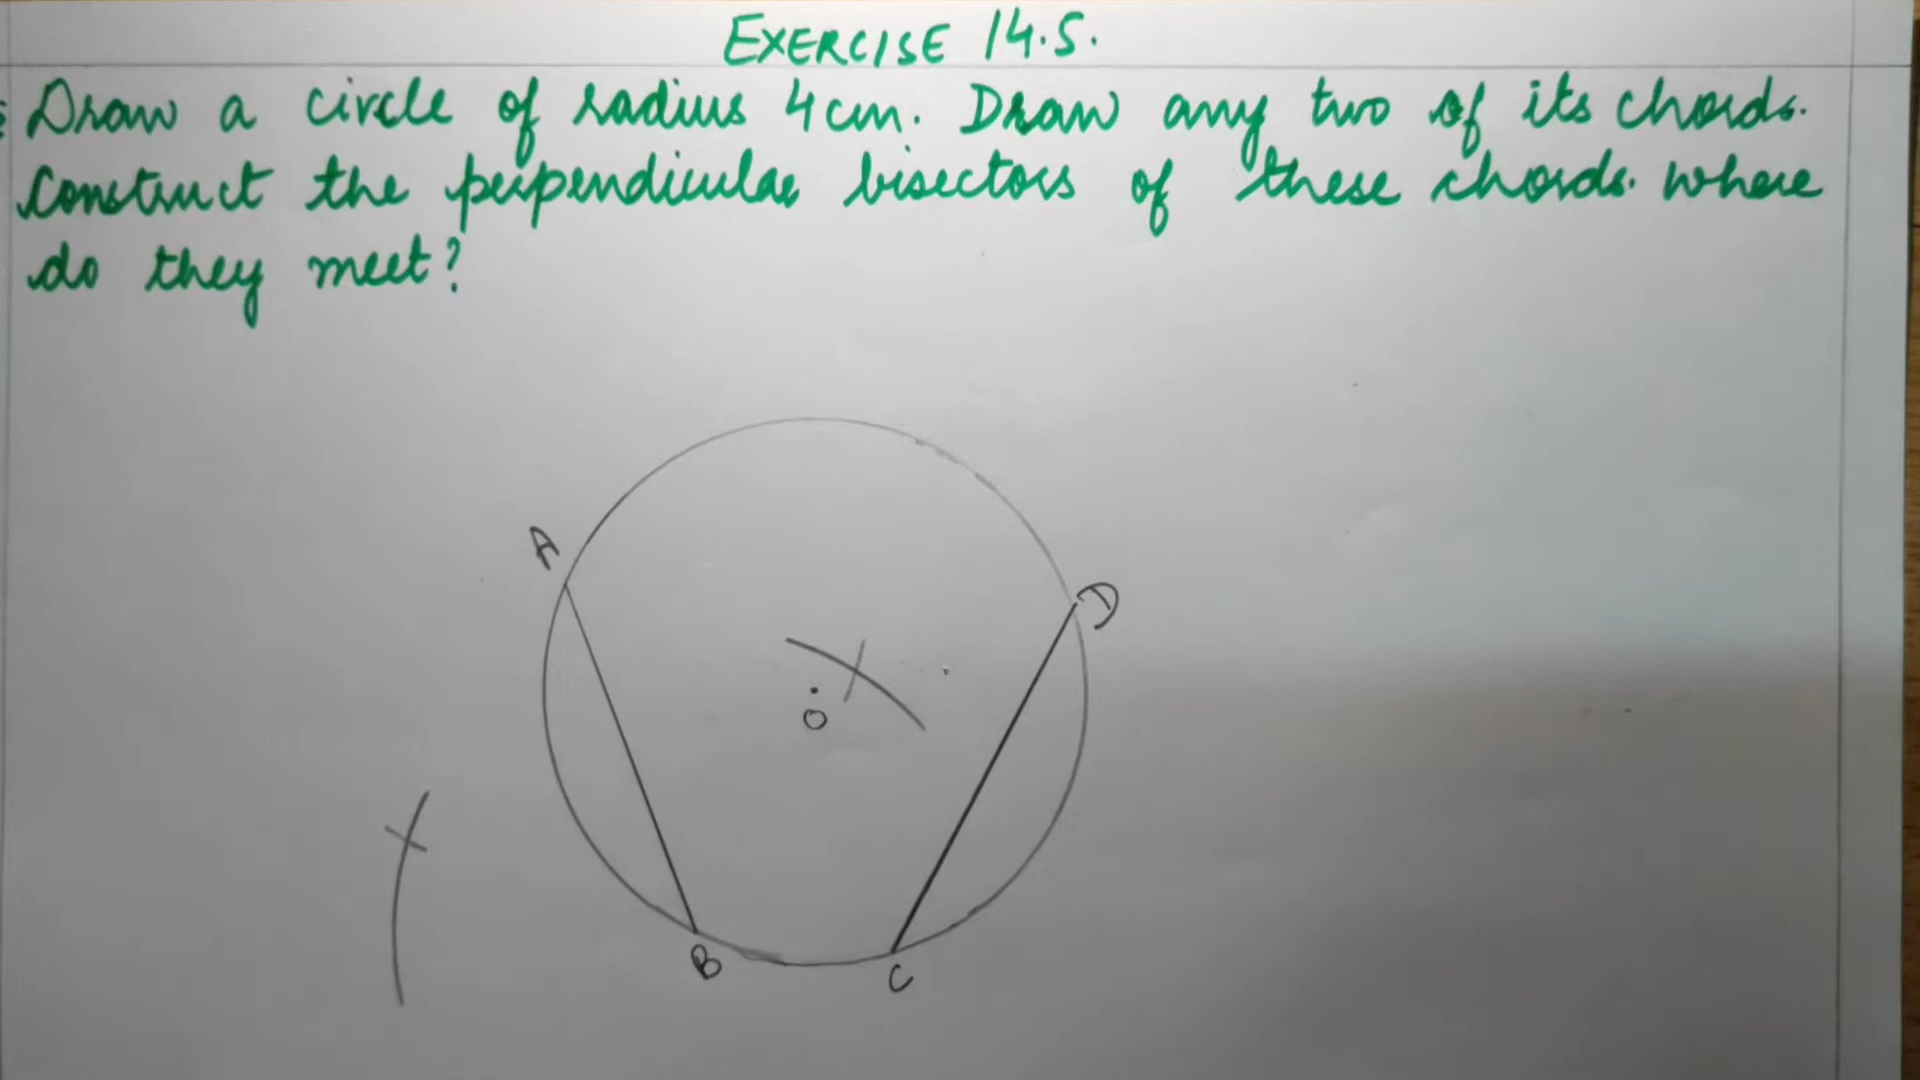 EXERCISE 14.5.
Draw a circle of radius 4cm. Draw any two of its chords.
Construct the perpendicular bisectors of these chords. Where
do they meet?
A
D
O
B
C